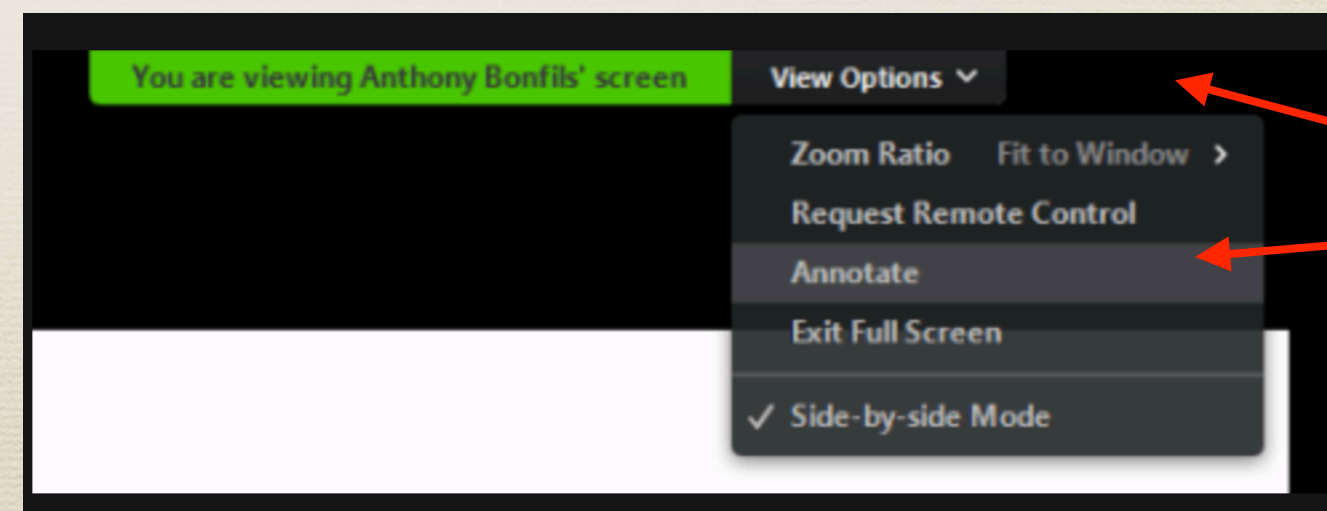 You are viewing Anthony Bonfils' screen View Options
Zoom Ratio Fit to Window >
Request Remote Control
Annotate
Exit Full Screen
✓ Side-by-side Mode